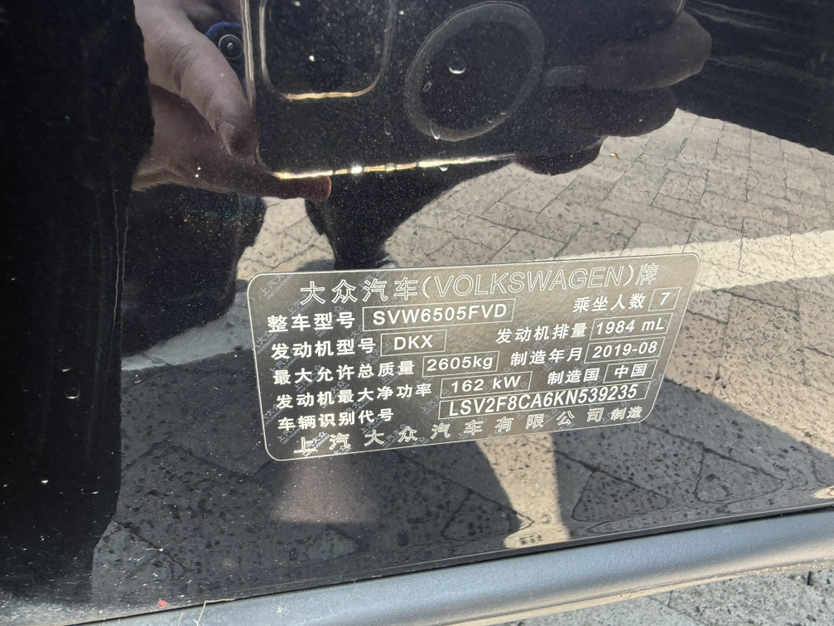 大众汽车(VOLKSWAGEN)牌
整车型号 SVW6505FVD 乘坐人数 7
发动机型号 DKX 发动机排量 1984 mL
最大允许总质量 2605kg 制造年月 2019-08
发动机最大净功率 162 kW 制造国 中国
车辆识别代号 LSV2F8CA6KN539235
上汽大众汽车有限公司制造